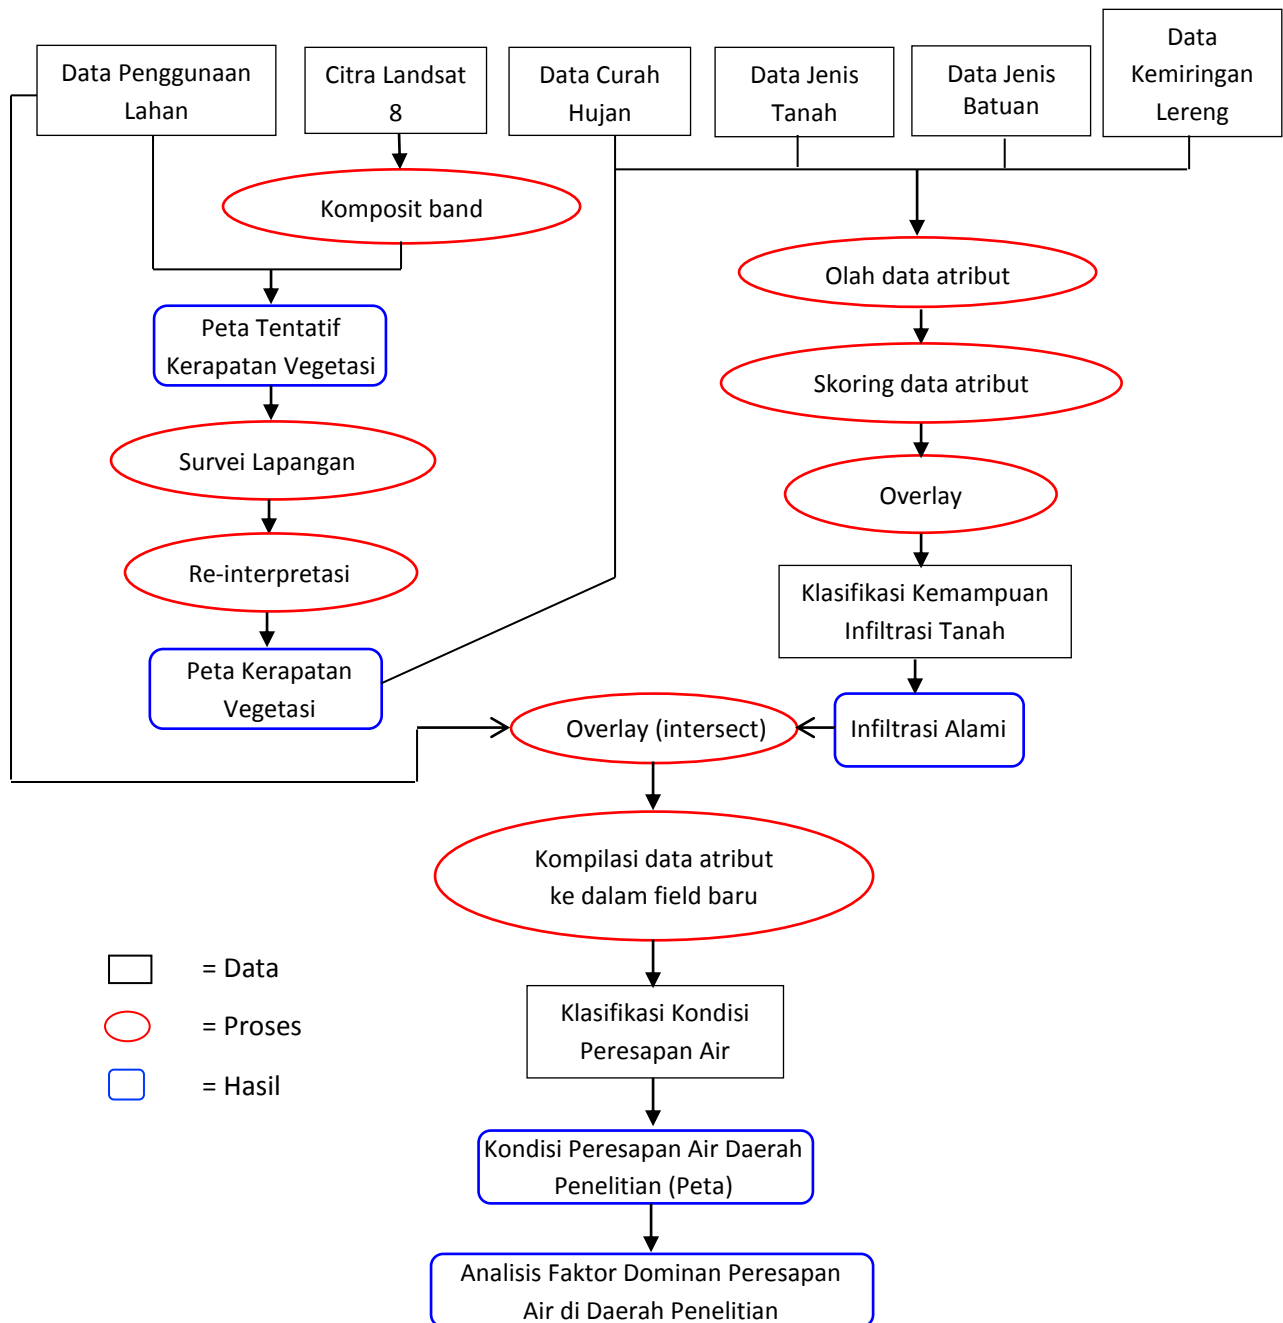 Data Penggunaan
Lahan
Citra Landsat
8
Data Curah
Hujan
Data Jenis
Tanah
Data Jenis
Batuan
Data
Kemiringan
Lereng
Komposit band
Olah data atribut
Peta Tentatif
Kerapatan Vegetasi
Skoring data atribut
Survei Lapangan
Overlay
Re-interpretasi
Klasifikasi Kemampuan
Infiltrasi Tanah
Peta Kerapatan
Vegetasi
Overlay (intersect)
Infiltrasi Alami
Kompilasi data atribut
ke dalam field baru
= Data
= Proses
= Hasil
Klasifikasi Kondisi
Peresapan Air
Kondisi Peresapan Air Daerah
Penelitian (Peta)
Analisis Faktor Dominan Peresapan
Air di Daerah Penelitian